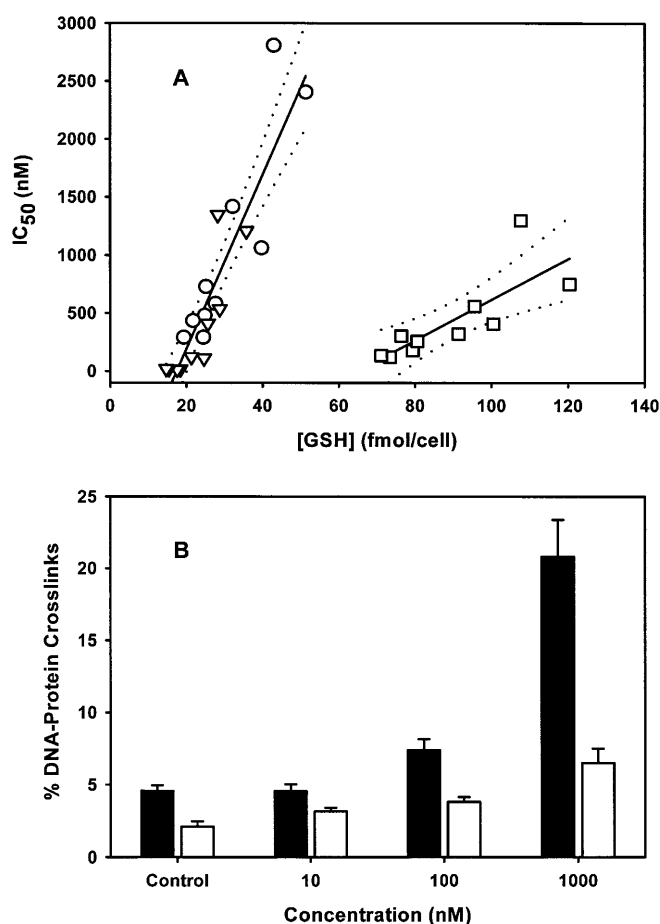 A
IC50 (nM)
3000
2500
2000
1500
1000
500
0
0 20 40 60 80 100 120 140
[GSH] (fmol/cell)
B
% DNA-Protein Crosslinks
25
20
15
10
5
0
Control 10 100 1000
Concentration (nM)